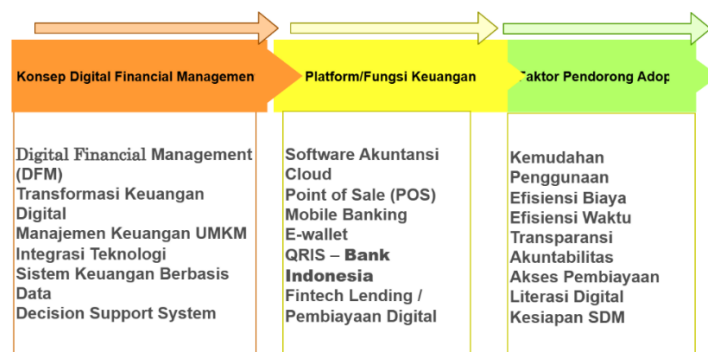 Konsep Digital Financial Managemen
Digital Financial Management
(DFM)
Transformasi Keuangan
Digital
Manajemen Keuangan UMKM
Integrasi Teknologi
Sistem Keuangan Berbasis
Data
Decision Support System
Platform/Fungsi Keuangan
Software Akuntansi
Cloud
Point of Sale (POS)
Mobile Banking
E-wallet
QRIS – Bank
Indonesia
Fintech Lending /
Pembiayaan Digital
aktor Pendorong Adop
Kemudahan
Penggunaan
Efisiensi Biaya
Efisiensi Waktu
Transparansi
Akuntabilitas
Akses Pembiayaan
Literasi Digital
Kesiapan SDM